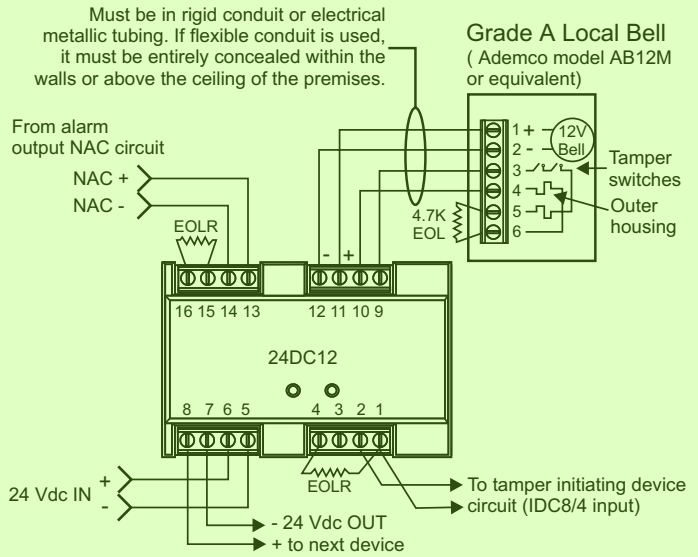 Must be in rigid conduit or electrical
metallic tubing. If flexible conduit is used,
it must be entirely concealed within the
walls or above the ceiling of the premises.
Grade A Local Bell
( Ademco model AB12M
or equivalent)
From alarm
output NAC circuit
NAC +
NAC -
EOLR
1 +
2 -
3
4
5
6
12V
Bell
Tamper
switches
Outer
housing
4.7K
EOL
- +
16 15 14 13
12 11 10 9
24DC12
8 7 6 5
4 3 2 1
EOLR
24 Vdc IN
+
-
To tamper initiating device
circuit (IDC8/4 input)
- 24 Vdc OUT
+ to next device